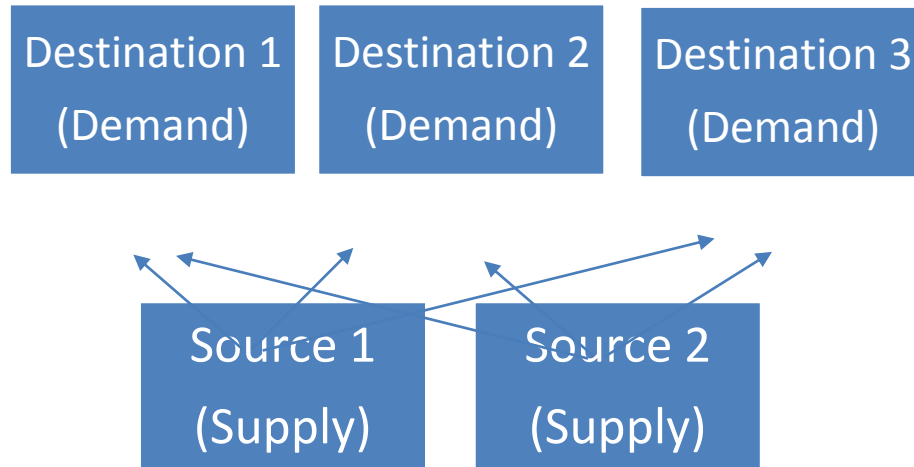 Destination 1
(Demand)
Destination 2
(Demand)
Destination 3
(Demand)
Source 1
(Supply)
Source 2
(Supply)